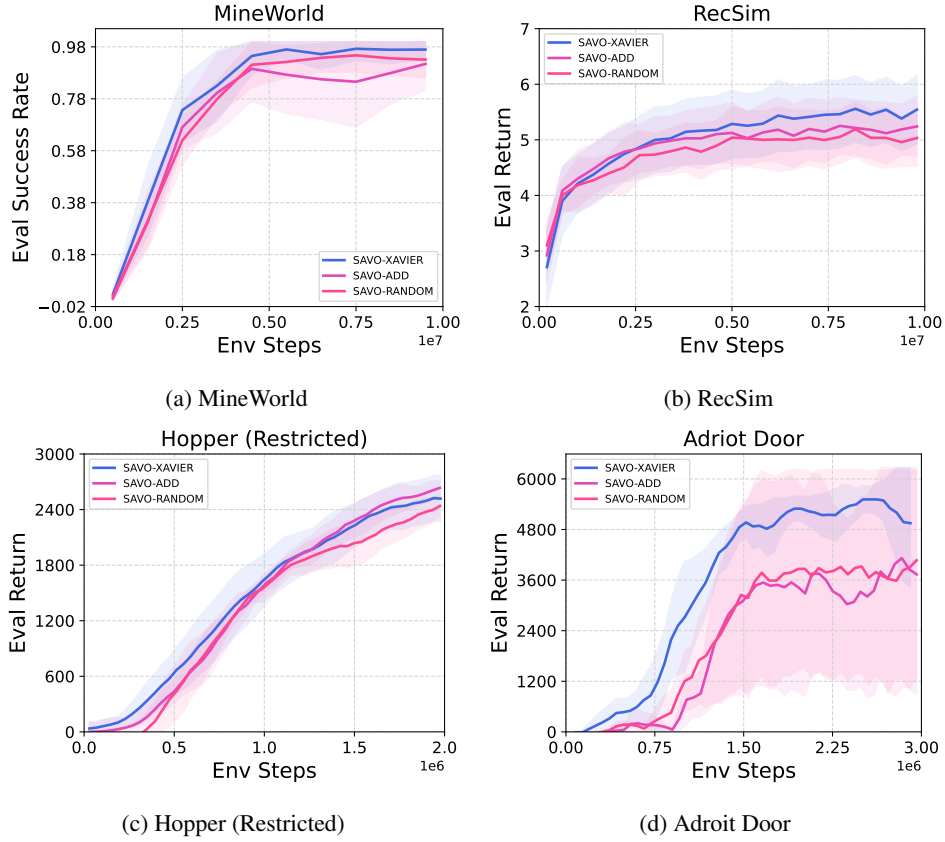 MineWorld
Eval Success Rate
0.98
0.78
0.58
0.38
0.18
−0.02
SAVO-XAVIER
SAVO-ADD
SAVO-RANDOM
0.00 0.25 0.50 0.75 1.00
1e7
Env Steps
(a) MineWorld
RecSim
Eval Return
7
6
5
4
3
2
SAVO-XAVIER
SAVO-ADD
SAVO-RANDOM
0.00 0.25 0.50 0.75 1.00
1e7
Env Steps
(b) RecSim
Hopper (Restricted)
Eval Return
3000
2400
1800
1200
600
0
SAVO-XAVIER
SAVO-ADD
SAVO-RANDOM
0.5 1.0 1.5 2.0
1e6
Env Steps
(c) Hopper (Restricted)
Adriot Door
Eval Return
6000
4800
3600
2400
1200
0
SAVO-XAVIER
SAVO-ADD
SAVO-RANDOM
0.00 0.75 1.50 2.25 3.00
1e6
Env Steps
(d) Adroit Door